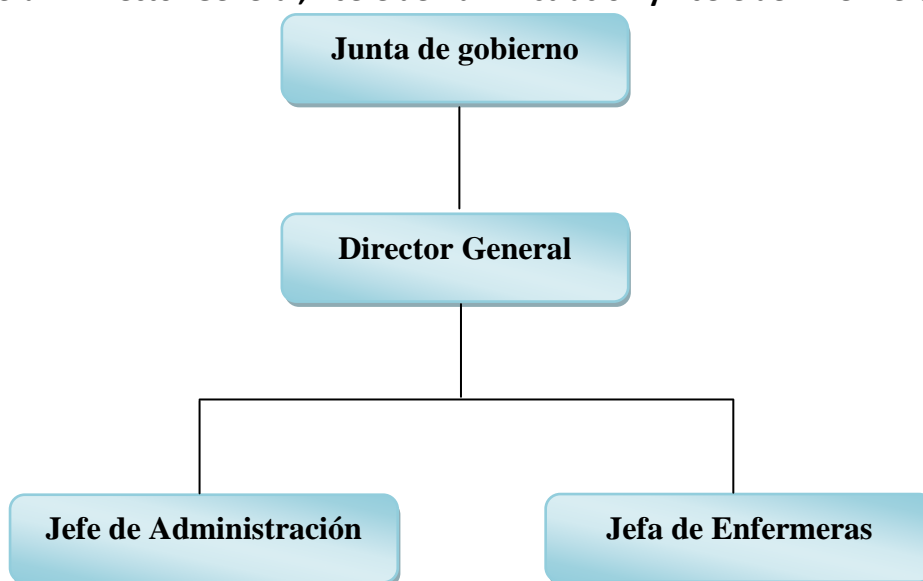 Junta de gobierno
Director General
Jefe de Administración
Jefa de Enfermeras